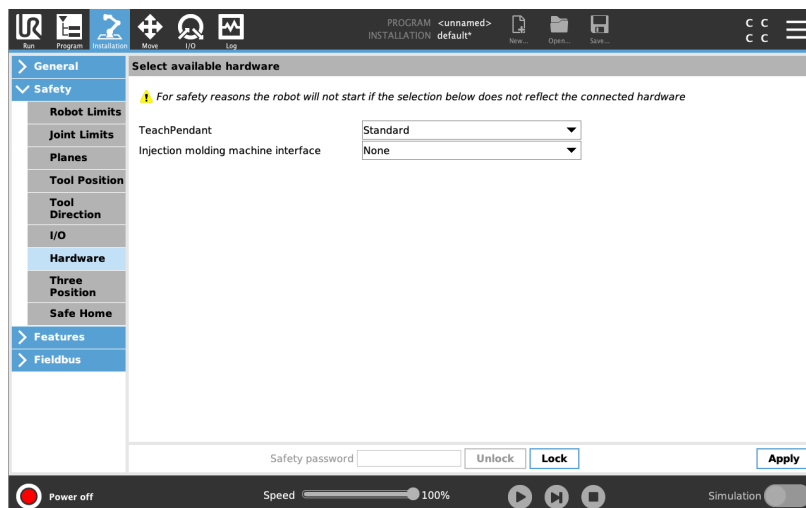 UR
Run
Program
Installation
Move
I/O
Log
PROGRAM <unnamed>
INSTALLATION default*
New...
Open...
Save...
C C
C C
General
Safety
Robot Limits
Joint Limits
Planes
Tool Position
Tool
Direction
I/O
Hardware
Three
Position
Safe Home
Features
Fieldbus
Select available hardware
For safety reasons the robot will not start if the selection below does not reflect the connected hardware
TeachPendant Standard
Injection molding machine interface None
Safety password Unlock Lock Apply
Power off Speed 100% Simulation